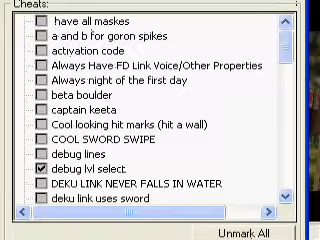 Cheats:
have all maskes
a and b for goron spikes
activation code
Always Have FD Link Voice/Other Properties
Always night of the first day
beta boulder
captain keeta
Cool looking hit marks (hit a wall)
COOL SWORD SWIPE
debug lines
debug lvl select
DEKU LINK NEVER FALLS IN WATER
deku link uses sword
Unmark All